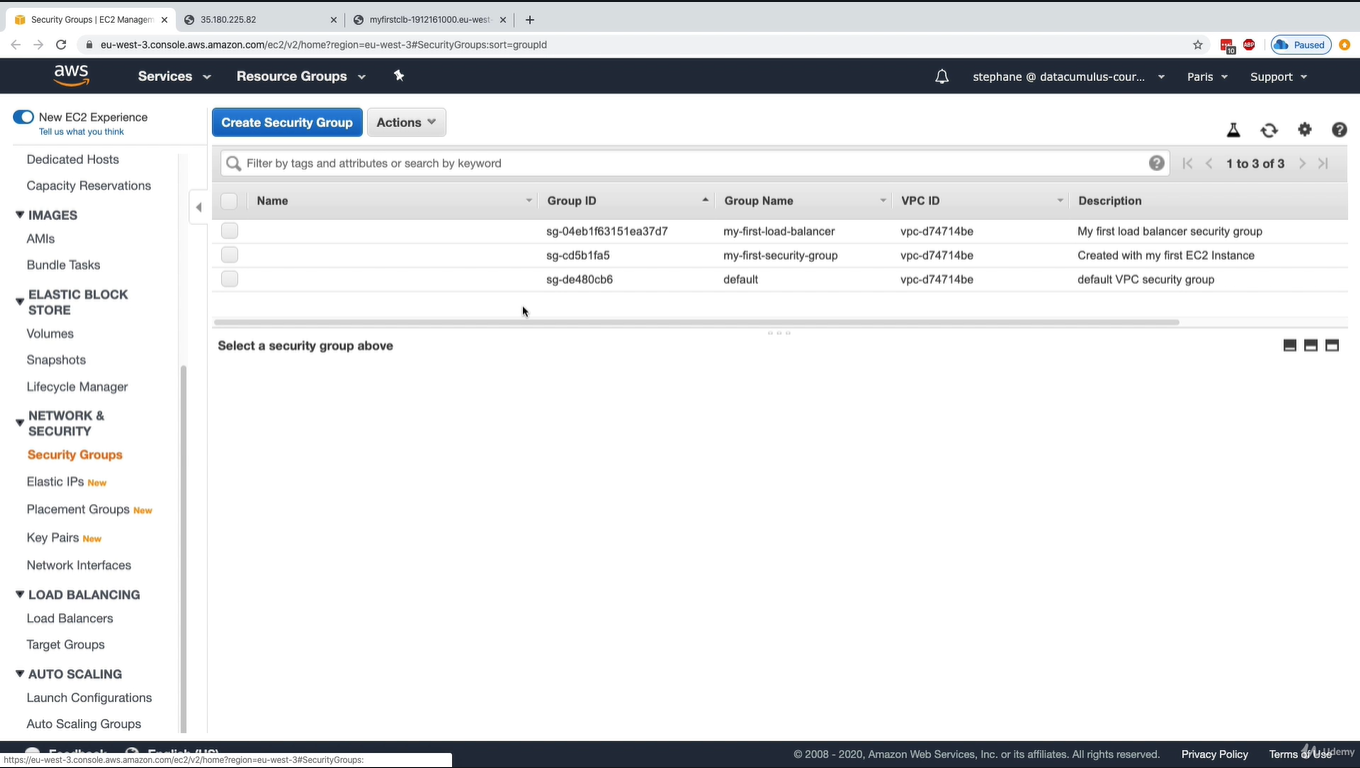 Security Groups | EC2 Managem
35.180.225.82
myfirstclb-1912161000.eu-west-
eu-west-3.console.aws.amazon.com/ec2/v2/home?region=eu-west-3#SecurityGroups:sort=groupId
10
ABP
Paused
aws
Services
Resource Groups
stephane @ datacumulus-cour...
Paris
Support
New EC2 Experience
Tell us what you think
Dedicated Hosts
Capacity Reservations
IMAGES
AMIs
Bundle Tasks
ELASTIC BLOCK
STORE
Volumes
Snapshots
Lifecycle Manager
NETWORK &
SECURITY
Security Groups
Elastic IPs New
Placement Groups New
Key Pairs New
Network Interfaces
LOAD BALANCING
Load Balancers
Target Groups
AUTO SCALING
Launch Configurations
Auto Scaling Groups
Create Security Group
Actions
Filter by tags and attributes or search by keyword
1 to 3 of 3
Name Group ID Group Name VPC ID Description
sg-04eb1f63151ea37d7 my-first-load-balancer vpc-d74714be My first load balancer security group
sg-cd5b1fa5 my-first-security-group vpc-d74714be Created with my first EC2 Instance
sg-de480cb6 default vpc-d74714be default VPC security group
Select a security group above
Feedback English (US)
© 2008 - 2020, Amazon Web Services, Inc. or its affiliates. All rights reserved.
Privacy Policy
Terms of Use
Udemy
https://eu-west-3.console.aws.amazon.com/ec2/v2/home?region=eu-west-3#SecurityGroups: